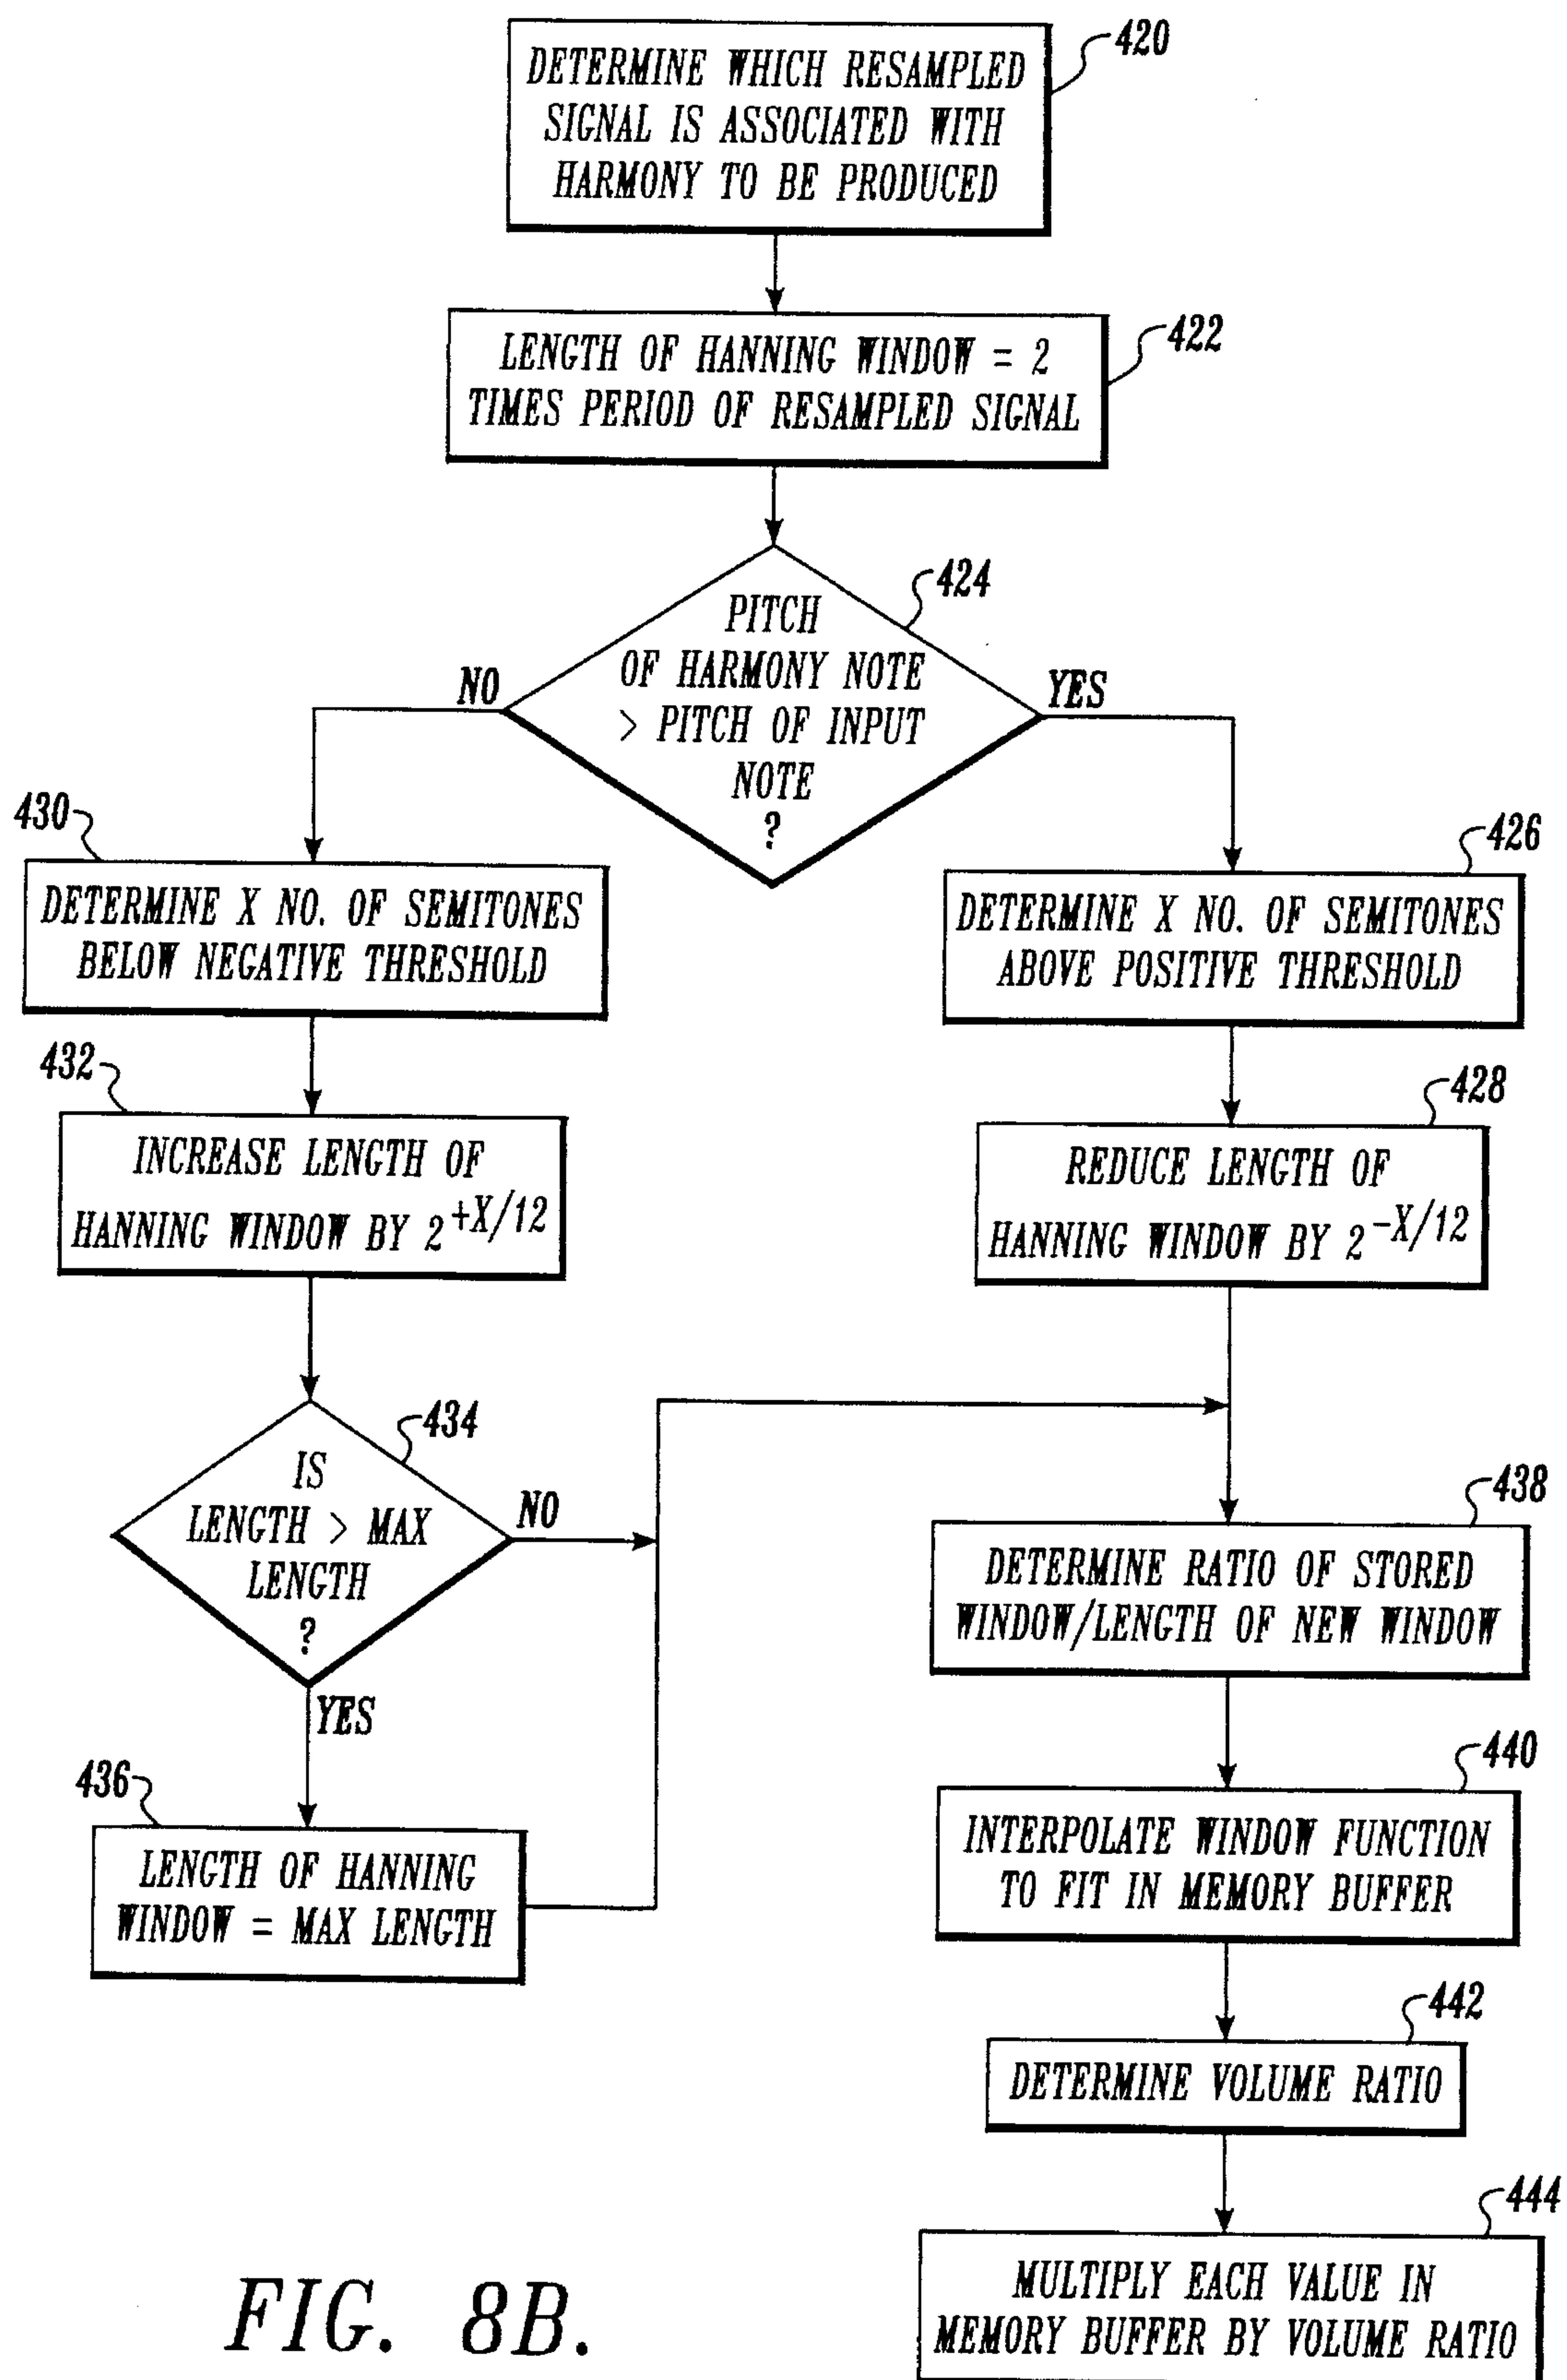 420
DETERMINE WHICH RESAMPLED
SIGNAL IS ASSOCIATED WITH
HARMONY TO BE PRODUCED
422
LENGTH OF HANNING WINDOW = 2
TIMES PERIOD OF RESAMPLED SIGNAL
424
PITCH
OF HARMONY NOTE
> PITCH OF INPUT
NOTE
?
NO
YES
430
DETERMINE X NO. OF SEMITONES
BELOW NEGATIVE THRESHOLD
426
DETERMINE X NO. OF SEMITONES
ABOVE POSITIVE THRESHOLD
432
INCREASE LENGTH OF
HANNING WINDOW BY 2^+X/12
428
REDUCE LENGTH OF
HANNING WINDOW BY 2^-X/12
434
IS
LENGTH > MAX
LENGTH
?
NO
YES
436
LENGTH OF HANNING
WINDOW = MAX LENGTH
438
DETERMINE RATIO OF STORED
WINDOW/LENGTH OF NEW WINDOW
440
INTERPOLATE WINDOW FUNCTION
TO FIT IN MEMORY BUFFER
442
DETERMINE VOLUME RATIO
444
MULTIPLY EACH VALUE IN
MEMORY BUFFER BY VOLUME RATIO
FIG. 8B.